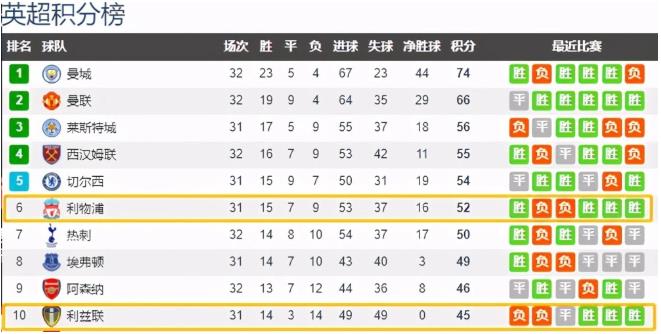 英超积分榜
排名 球队 场次 胜 平 负 进球 失球 净胜球 积分 最近比赛
1 曼城 32 23 5 4 67 23 44 74 胜 负 胜 胜 胜 负
2 曼联 32 19 9 4 64 35 29 66 平 胜 胜 胜 胜 胜
3 莱斯特城 31 17 5 9 55 37 18 56 负 平 胜 胜 负 负
4 西汉姆联 32 16 7 9 53 42 11 55 胜 负 平 胜 胜 负
5 切尔西 31 15 9 7 50 31 19 54 平 胜 胜 平 负 胜
6 利物浦 31 15 7 9 53 37 16 52 胜 负 负 胜 胜 胜
7 热刺 32 14 8 10 54 37 17 50 胜 负 胜 平 负 平
8 埃弗顿 31 14 7 10 43 40 3 49 胜 负 负 平 平 平
9 阿森纳 32 13 7 12 44 36 8 46 平 胜 平 负 胜 平
10 利兹联 31 14 3 14 49 49 0 45 负 负 平 胜 胜 胜